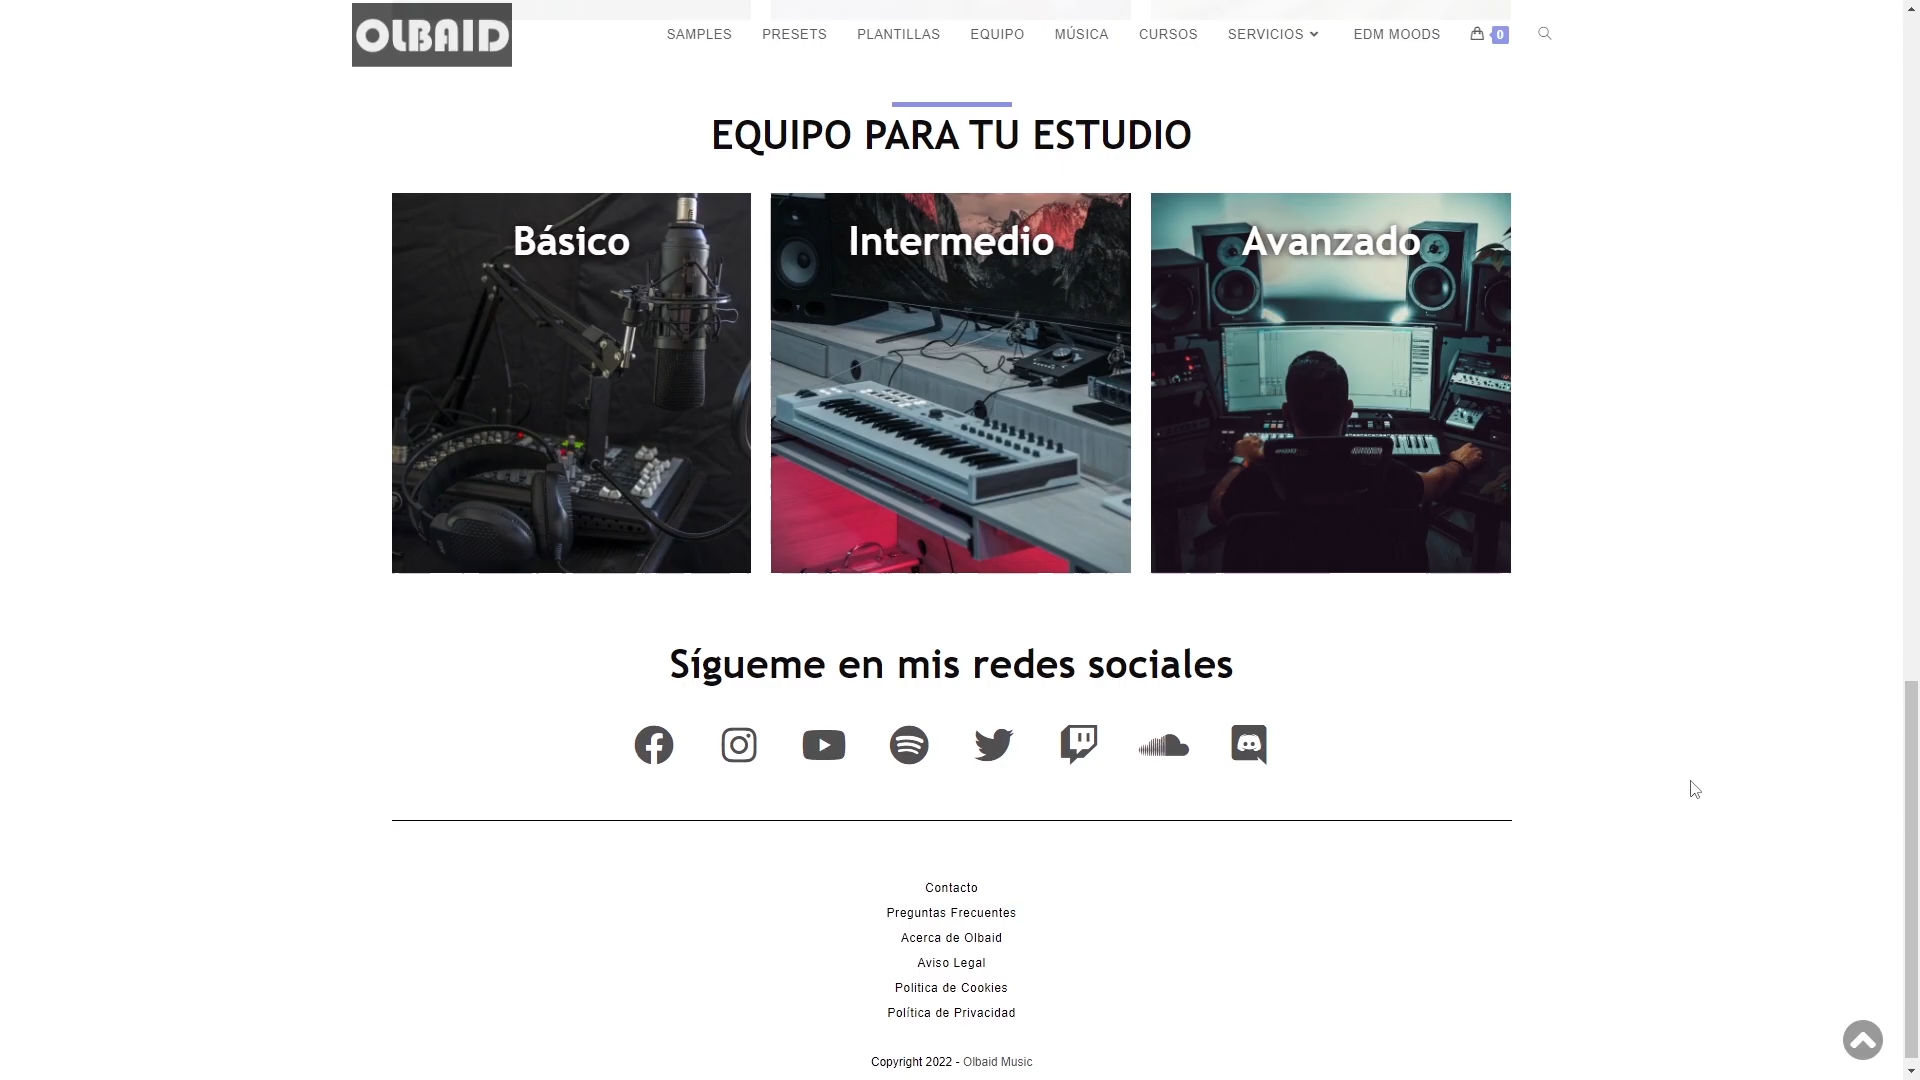 OLBAID
SAMPLES PRESETS PLANTILLAS EQUIPO MÚSICA CURSOS SERVICIOS EDM MOODS 0
EQUIPO PARA TU ESTUDIO
Básico
Intermedio
Avanzado
Sígueme en mis redes sociales
Contacto
Preguntas Frecuentes
Acerca de Olbaid
Aviso Legal
Politica de Cookies
Política de Privacidad
Copyright 2022 - Olbaid Music